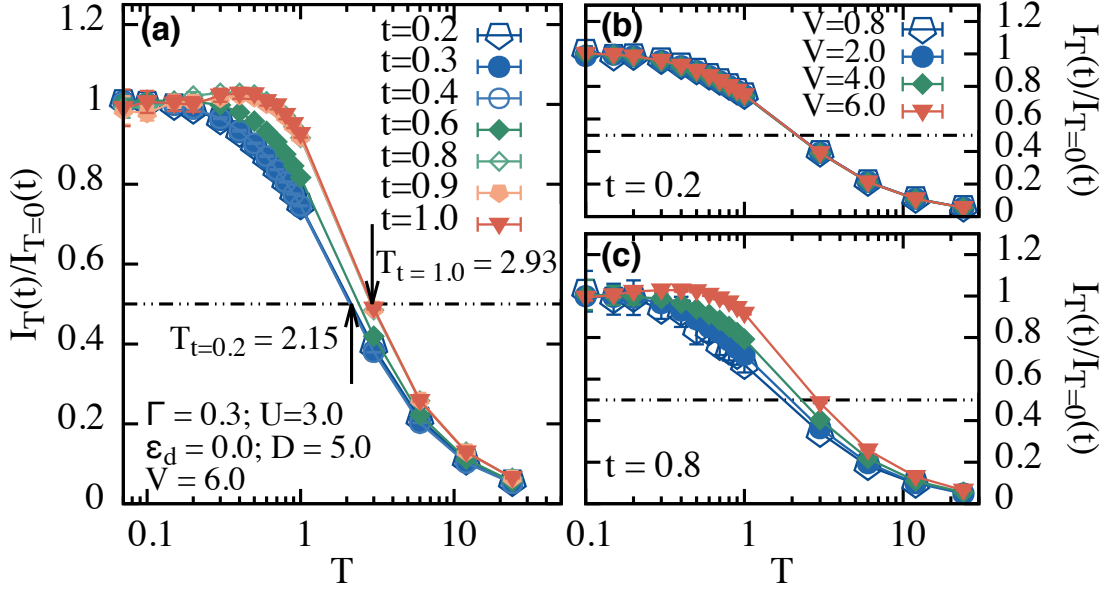 (a)
t=0.2
t=0.3
t=0.4
t=0.6
t=0.8
t=0.9
t=1.0
T_{t = 1.0} = 2.93
T_{t=0.2} = 2.15
Γ = 0.3; U=3.0
ε_d = 0.0; D = 5.0
V = 6.0
1.2
1
0.8
0.6
0.4
0.2
0
I_T(t)/I_{T=0}(t)
0.1 1 10
T
(b)
V=0.8
V=2.0
V=4.0
V=6.0
t = 0.2
1.2
1
0.8
0.6
0.4
0.2
0
I_T(t)/I_{T=0}(t)
(c)
t = 0.8
1.2
1
0.8
0.6
0.4
0.2
0
I_T(t)/I_{T=0}(t)
0.1 1 10
T